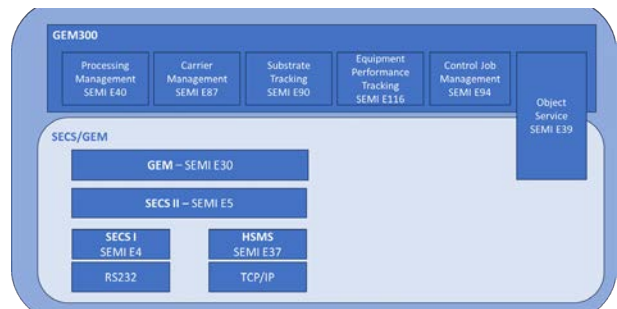 GEM300
Processing
Management
SEMI E40
Carrier
Management
SEMI E87
Substrate
Tracking
SEMI E90
Equipment
Performance
Tracking
SEMI E116
Control Job
Management
SEMI E94
Object
Service
SEMI E39
SECS/GEM
GEM – SEMI E30
SECS II – SEMI E5
SECS I
SEMI E4
HSMS
SEMI E37
RS232
TCP/IP